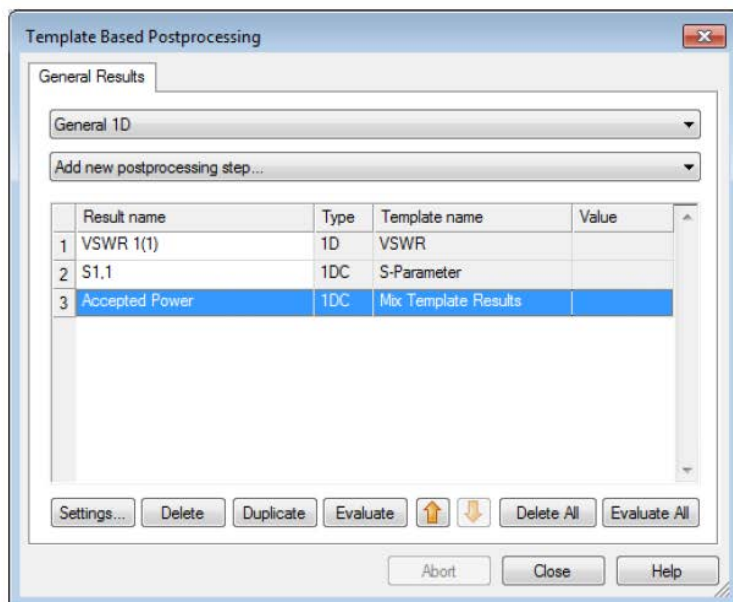 Template Based Postprocessing
General Results
General 1D
Add new postprocessing step...
Result name Type Template name Value
1 VSWR 1(1) 1D VSWR
2 S1,1 1DC S-Parameter
3 Accepted Power 1DC Mix Template Results
Settings... Delete Duplicate Evaluate Delete All Evaluate All
Abort Close Help